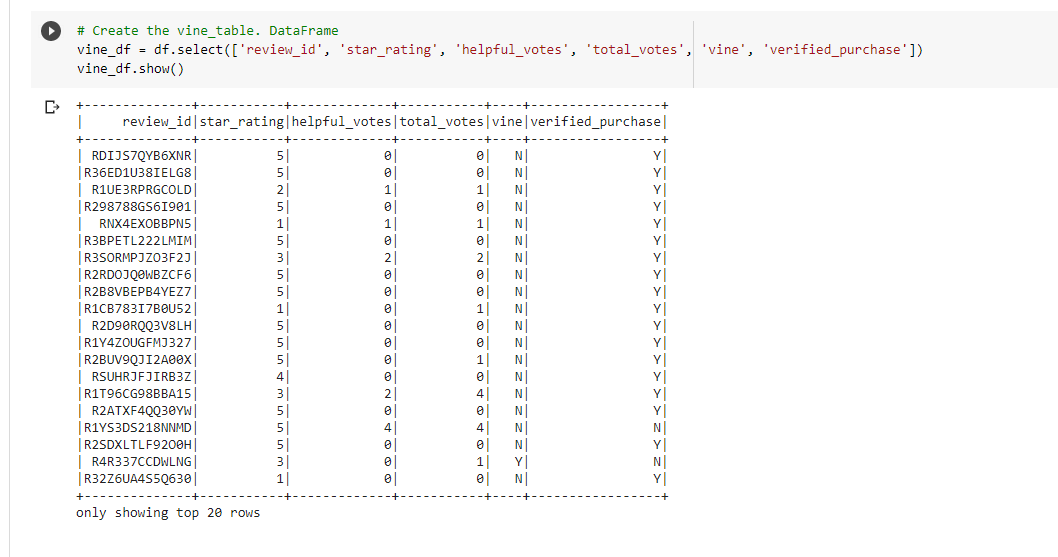 # Create the vine_table. DataFrame
vine_df = df.select(['review_id', 'star_rating', 'helpful_votes', 'total_votes', 'vine', 'verified_purchase'])
vine_df.show()
+--------------+-----------+-------------+-----------+----+-----------------+
|     review_id|star_rating|helpful_votes|total_votes|vine|verified_purchase|
+--------------+-----------+-------------+-----------+----+-----------------+
| RDIJS7QYB6XNR|          5|            0|          0|   N|                Y|
|R36ED1U38IELG8|          5|            0|          0|   N|                Y|
| R1UE3RPRGCOLD|          2|            1|          1|   N|                Y|
|R298788GS6I901|          5|            0|          0|   N|                Y|
|  RNX4EXOBBPN5|          1|            1|          1|   N|                Y|
|R3BPETL222LMIM|          5|            0|          0|   N|                Y|
|R3SORMPJZO3F2J|          3|            2|          2|   N|                Y|
|R2RDOJQ0WBZCF6|          5|            0|          0|   N|                Y|
|R2B8VBEPB4YEZ7|          5|            0|          0|   N|                Y|
|R1CB783I7B0U52|          1|            0|          1|   N|                Y|
| R2D90RQQ3V8LH|          5|            0|          0|   N|                Y|
|R1Y4ZOUGFMJ327|          5|            0|          0|   N|                Y|
|R2BUV9QJI2A00X|          5|            0|          1|   N|                Y|
| RSUHRJFJIRB3Z|          4|            0|          0|   N|                Y|
|R1T96CG98BBA15|          3|            2|          4|   N|                Y|
| R2ATXF4QQ30YW|          5|            0|          0|   N|                Y|
|R1YS3DS218NNMD|          5|            4|          4|   N|                N|
|R2SDXLTLF92O0H|          5|            0|          0|   N|                Y|
| R4R337CCDWLNG|          3|            0|          1|   Y|                N|
|R32Z6UA4S5Q630|          1|            0|          0|   N|                Y|
+--------------+-----------+-------------+-----------+----+-----------------+
only showing top 20 rows